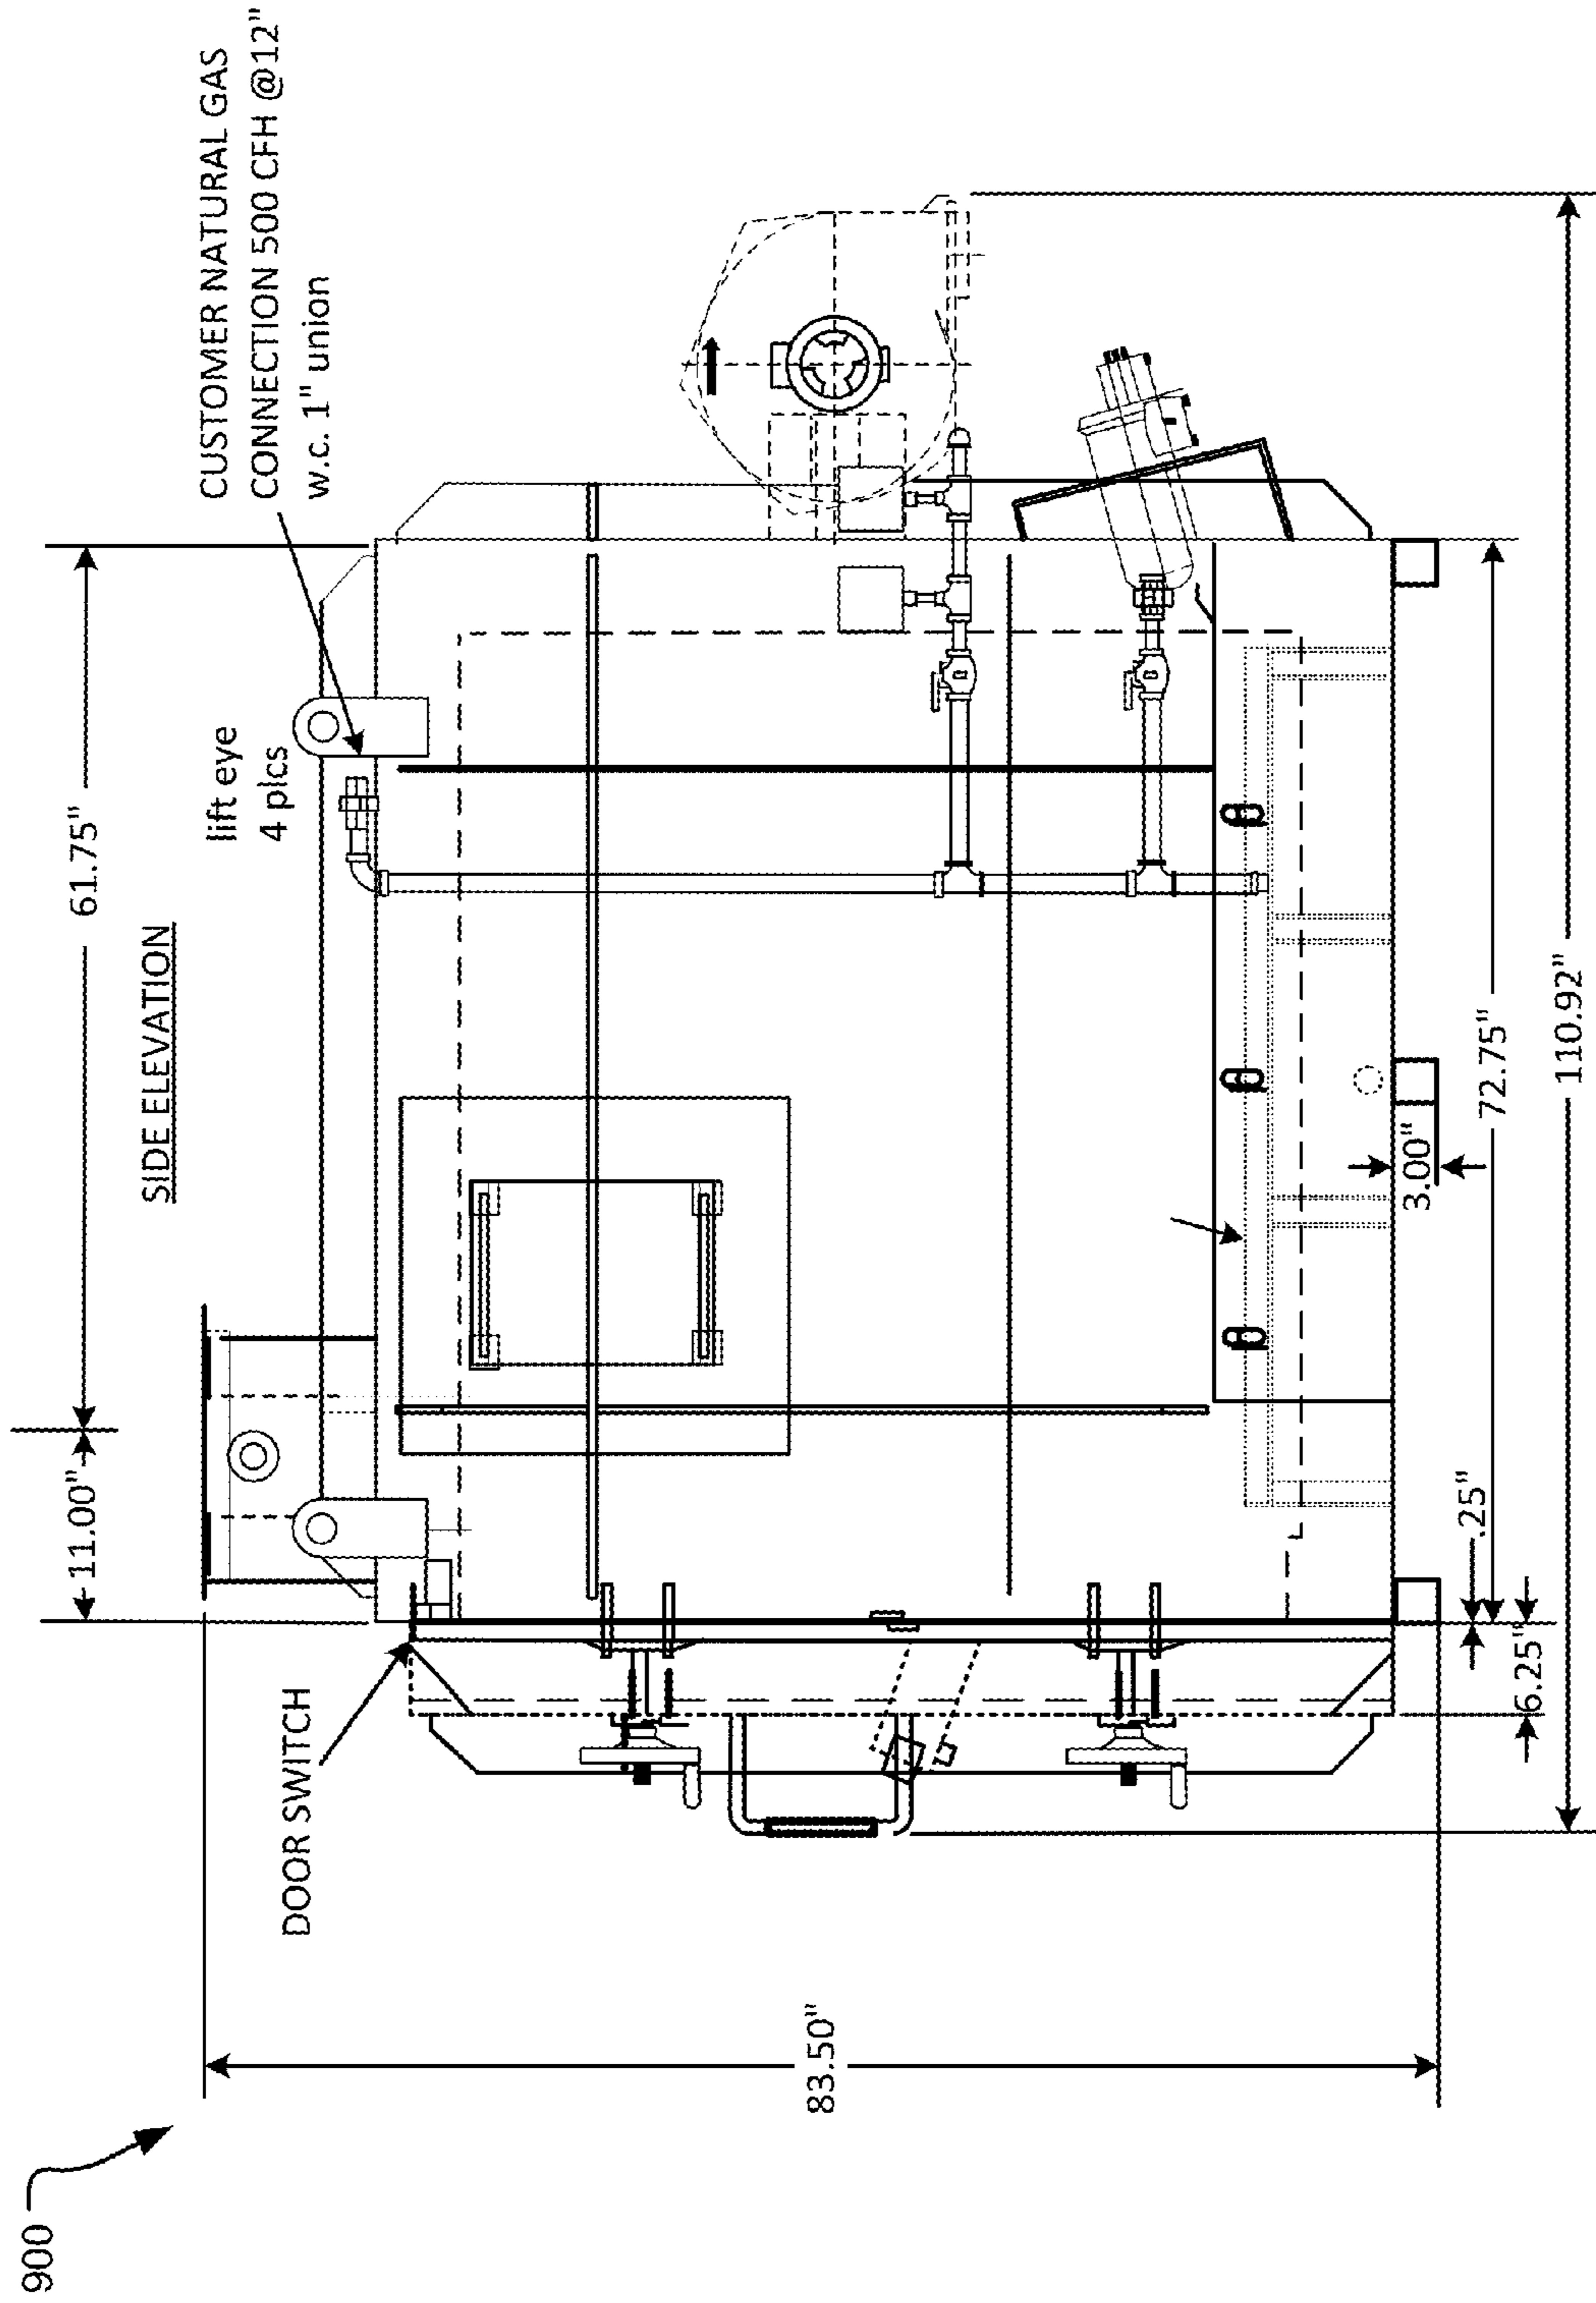 900
11.00"
61.75"
SIDE ELEVATION
CUSTOMER NATURAL GAS
CONNECTION 500 CFH @12"
w.c. 1" union
lift eye
4 plcs
DOOR SWITCH
83.50"
3.00"
.25"
72.75"
6.25"
110.92"